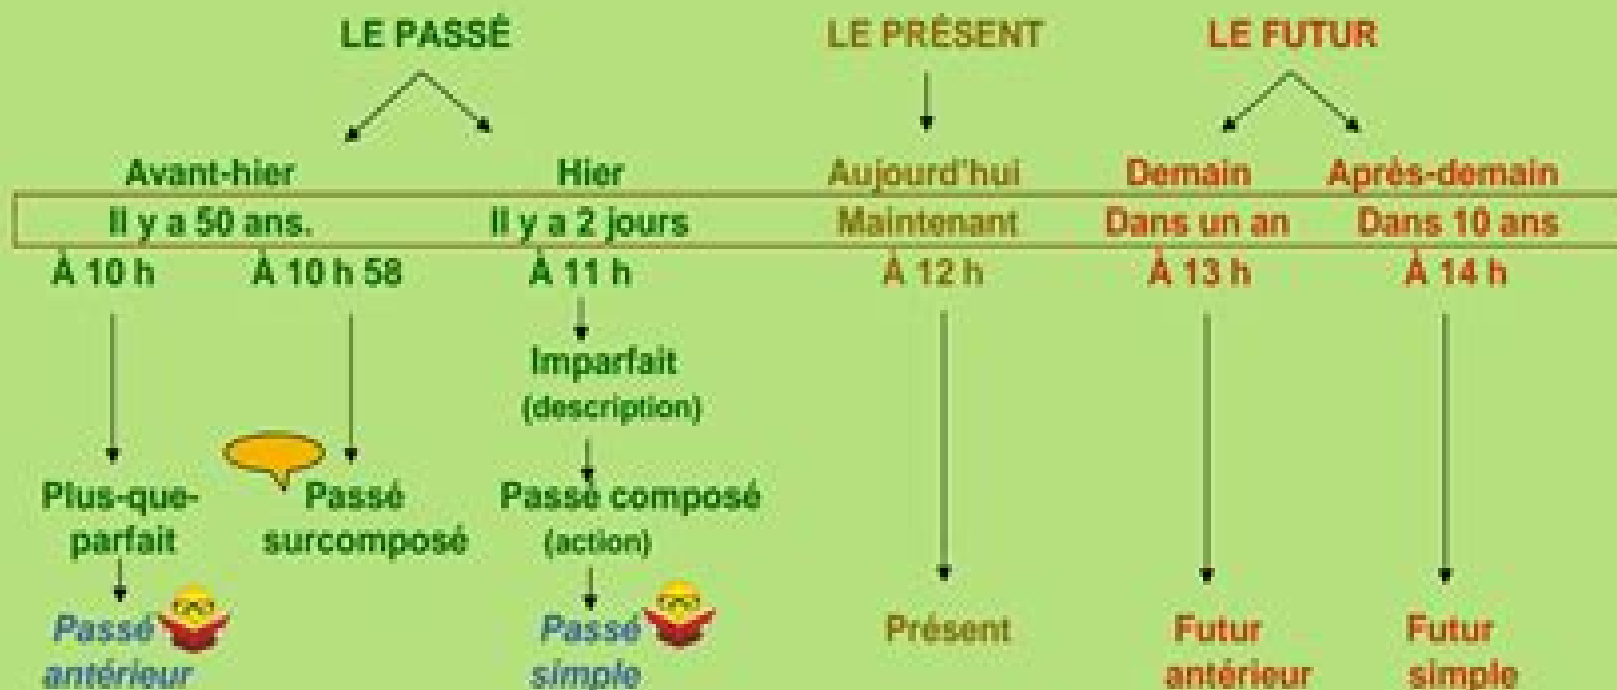 LE PASSÉ LE PRÉSENT LE FUTUR
Avant-hier Hier Aujourd'hui Demain Après-demain
Il y a 50 ans. Il y a 2 jours Maintenant Dans un an Dans 10 ans
À 10 h À 10 h 58 À 11 h À 12 h À 13 h À 14 h
Imparfait
(description)
Plus-que- Passé Passé composé
parfait surcomposé (action)
Passé Passé Présent Futur Futur
antérieur simple antérieur simple